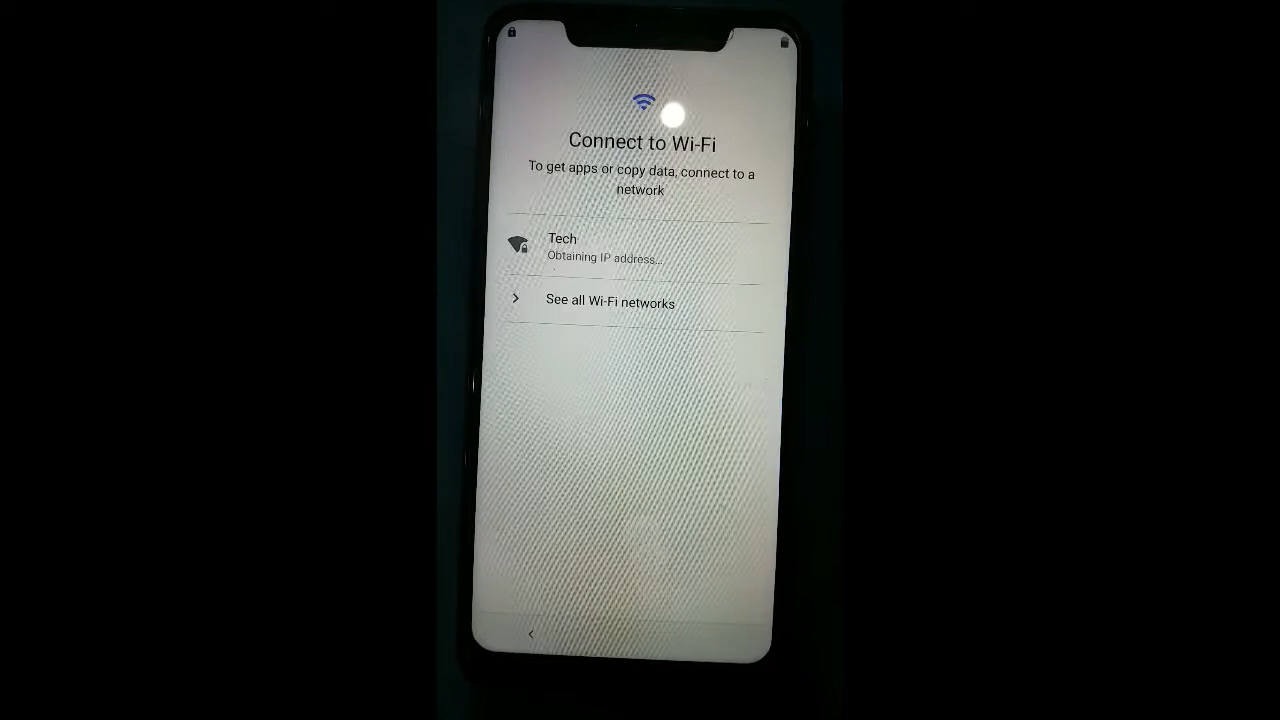 Connect to Wi-Fi
To get apps or copy data, connect to a
network
Tech
Obtaining IP address...
See all Wi-Fi networks